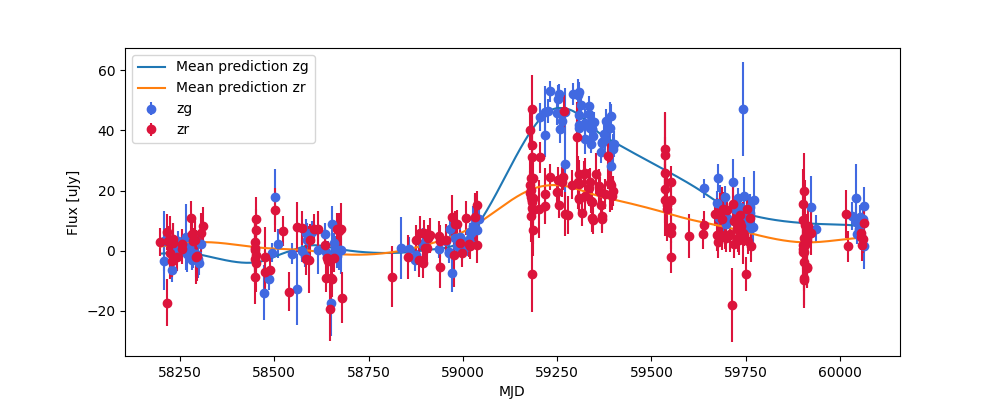 60
40
20
0
−20
Flux [uJy]
Mean prediction zg
Mean prediction zr
zg
zr
58250 58500 58750 59000 59250 59500 59750 60000
MJD